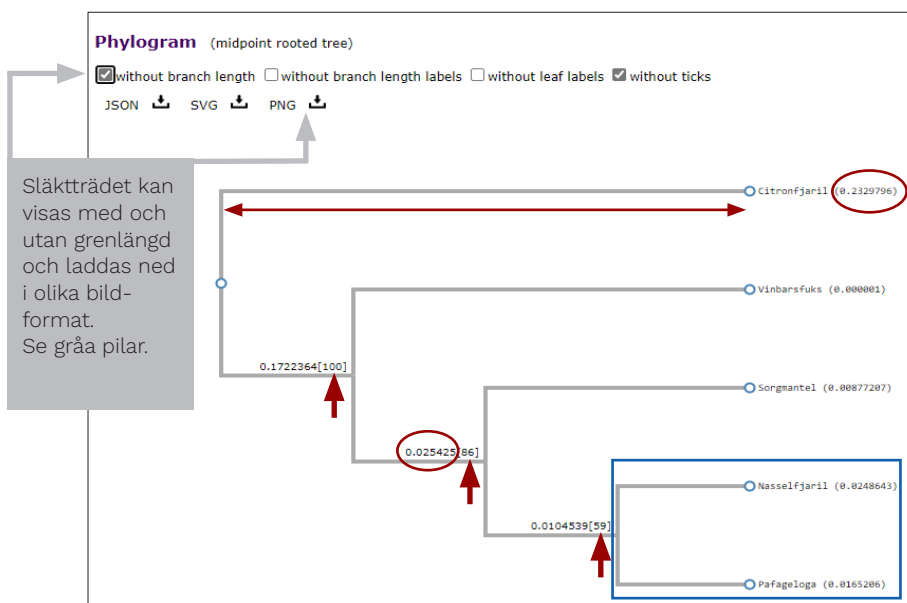 Phylogram (midpoint rooted tree)
without branch length without branch length labels without leaf labels without ticks
JSON SVG PNG
Släktträdet kan
visas med och
utan grenlängd
och laddas ned
i olika bild-
format.
Se gråa pilar.
Citronfjaril (0.2329796)
Vinbarsfuks (0.000001)
0.1722364[100]
Sorgmantel (0.00877207)
0.025425[86]
Nasselfjaril (0.0248643)
0.0104539[59]
Pafageloga (0.0165206)